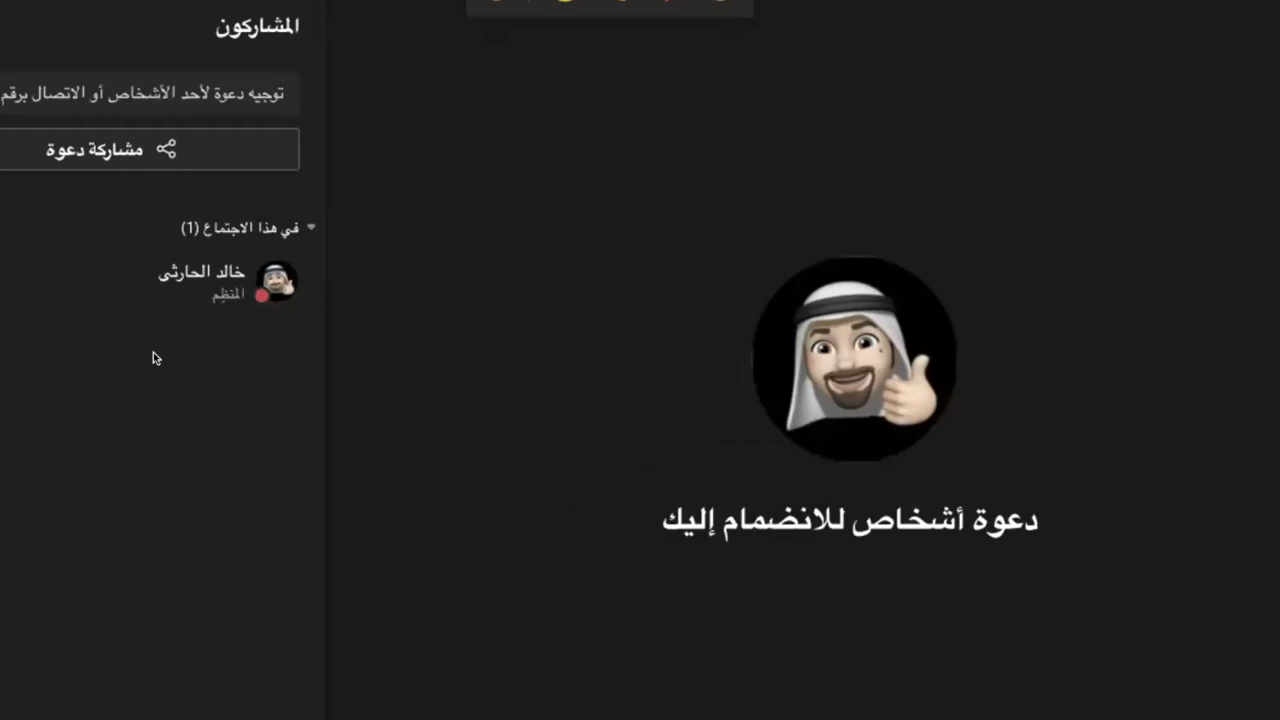 المشاركون
توجيه دعوة لأحد الأشخاص أو الاتصال برقم
مشاركة دعوة
في هذا الاجتماع (1)
خالد الحارثي
المنظِم
دعوة أشخاص للانضمام إليك